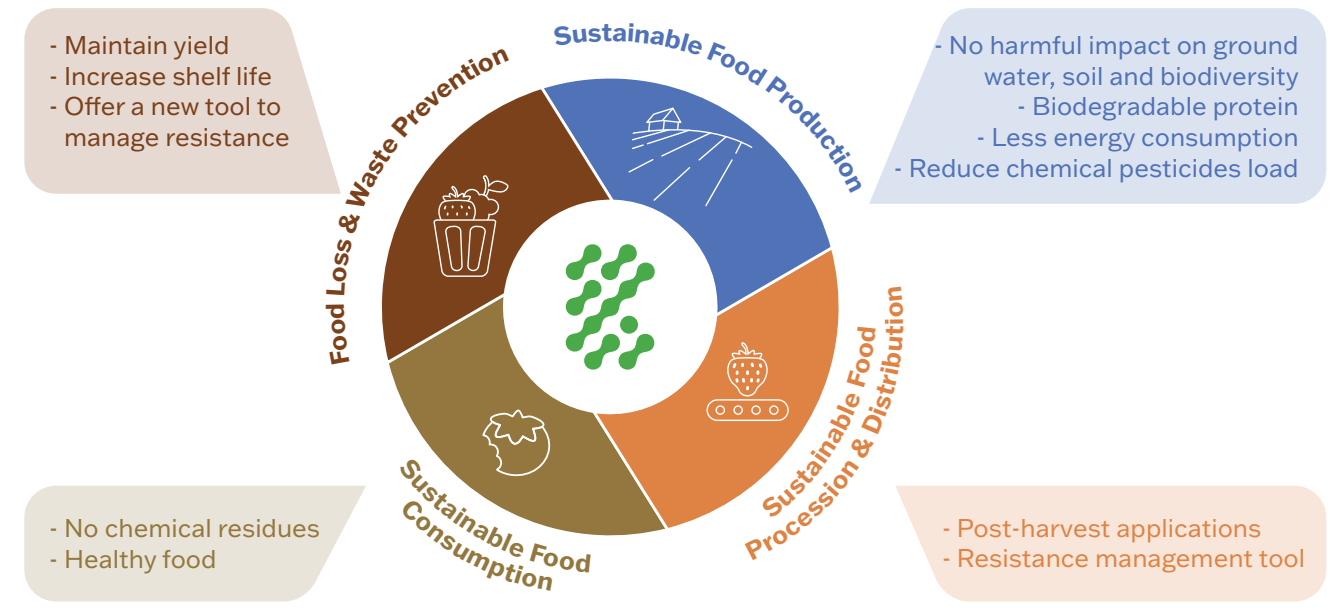 - Maintain yield
- Increase shelf life
- Offer a new tool to
manage resistance
Food Loss & Waste Prevention
Sustainable Food Production
- No harmful impact on ground
water, soil and biodiversity
- Biodegradable protein
- Less energy consumption
- Reduce chemical pesticides load
- No chemical residues
- Healthy food
Sustainable Food
Consumption
Sustainable Food
Procession & Distribution
- Post-harvest applications
- Resistance management tool